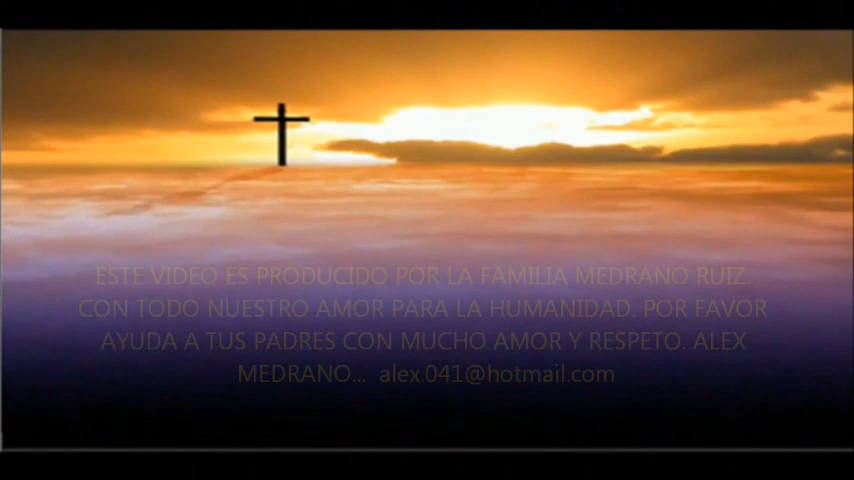 ESTE VIDEO ES PRODUCIDO POR LA FAMILIA MEDRANO RUIZ.
CON TODO NUESTRO AMOR PARA LA HUMANIDAD. POR FAVOR
AYUDA A TUS PADRES CON MUCHO AMOR Y RESPETO. ALEX
MEDRANO... alex.041@hotmail.com